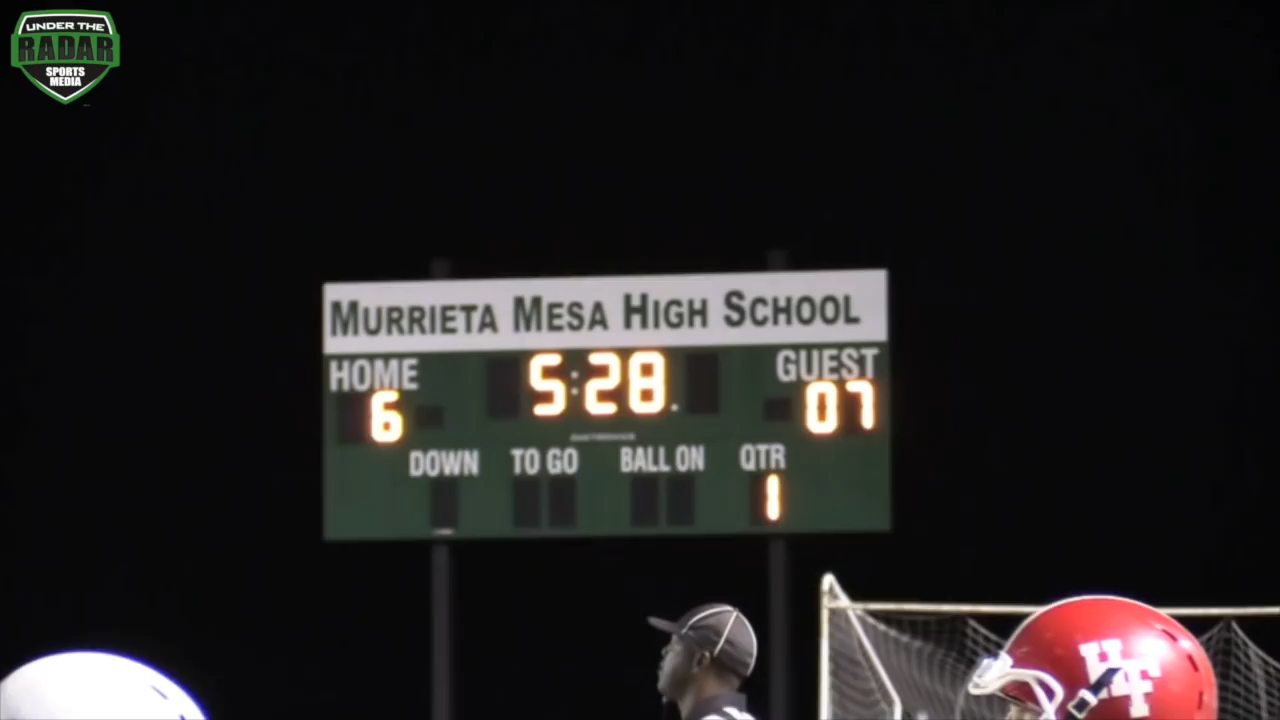 UNDER THE
RADAR
SPORTS
MEDIA
MURRIETA MESA HIGH SCHOOL
HOME 5:28 GUEST
6 07
DOWN TO GO BALL ON QTR
1
HF